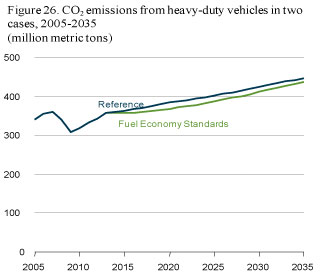 Figure 26. CO₂ emissions from heavy-duty vehicles in two
cases, 2005-2035
(million metric tons)
500
400
Reference
300
Fuel Economy Standards
200
100
0
2005 2010 2015 2020 2025 2030 2035